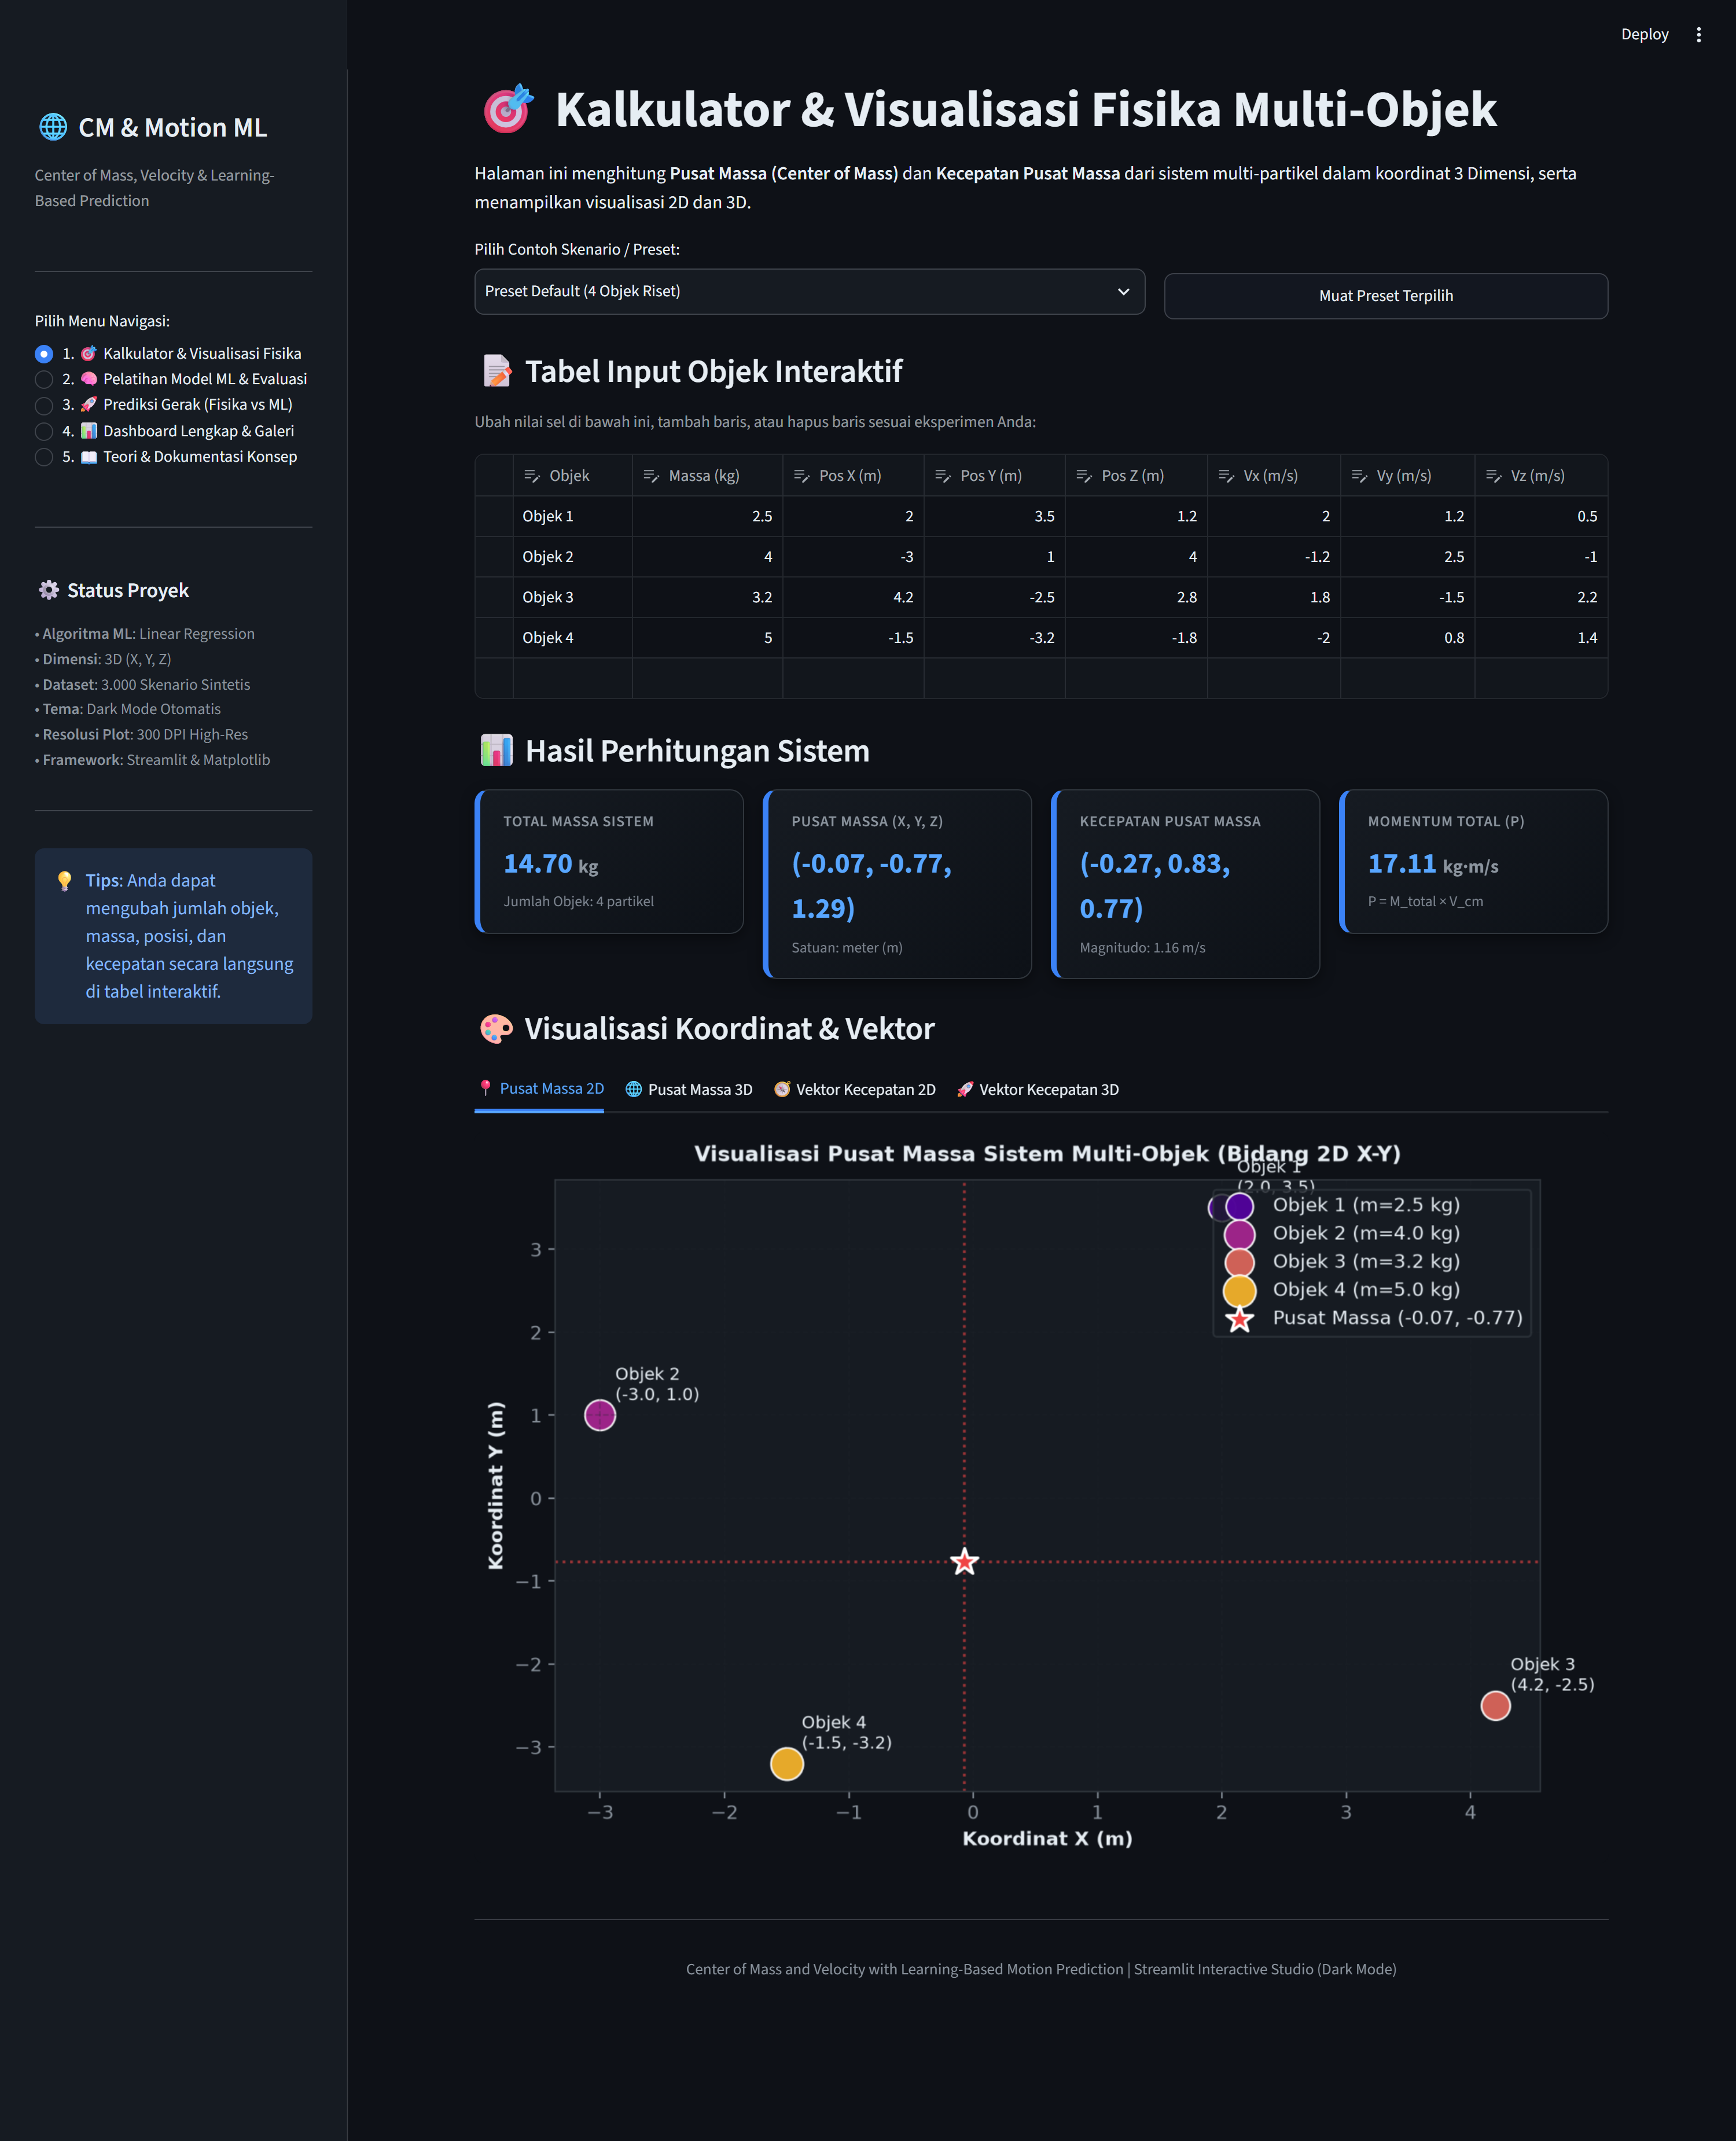 Deploy
CM & Motion ML
Center of Mass, Velocity & Learning-
Based Prediction
Pilih Menu Navigasi:
1. Kalkulator & Visualisasi Fisika
2. Pelatihan Model ML & Evaluasi
3. Prediksi Gerak (Fisika vs ML)
4. Dashboard Lengkap & Galeri
5. Teori & Dokumentasi Konsep
Status Proyek
• Algoritma ML: Linear Regression
• Dimensi: 3D (X, Y, Z)
• Dataset: 3.000 Skenario Sintetis
• Tema: Dark Mode Otomatis
• Resolusi Plot: 300 DPI High-Res
• Framework: Streamlit & Matplotlib
Tips: Anda dapat
mengubah jumlah objek,
massa, posisi, dan
kecepatan secara langsung
di tabel interaktif.
Kalkulator & Visualisasi Fisika Multi-Objek
Halaman ini menghitung Pusat Massa (Center of Mass) dan Kecepatan Pusat Massa dari sistem multi-partikel dalam koordinat 3 Dimensi, serta
menampilkan visualisasi 2D dan 3D.
Pilih Contoh Skenario / Preset:
Preset Default (4 Objek Riset)
Muat Preset Terpilih
Tabel Input Objek Interaktif
Ubah nilai sel di bawah ini, tambah baris, atau hapus baris sesuai eksperimen Anda:
Objek Massa (kg) Pos X (m) Pos Y (m) Pos Z (m) Vx (m/s) Vy (m/s) Vz (m/s)
Objek 1 2.5 2 3.5 1.2 2 1.2 0.5
Objek 2 4 -3 1 4 -1.2 2.5 -1
Objek 3 3.2 4.2 -2.5 2.8 1.8 -1.5 2.2
Objek 4 5 -1.5 -3.2 -1.8 -2 0.8 1.4
Hasil Perhitungan Sistem
TOTAL MASSA SISTEM
14.70 kg
Jumlah Objek: 4 partikel
PUSAT MASSA (X, Y, Z)
(-0.07, -0.77,
1.29)
Satuan: meter (m)
KECEPATAN PUSAT MASSA
(-0.27, 0.83,
0.77)
Magnitudo: 1.16 m/s
MOMENTUM TOTAL (P)
17.11 kg·m/s
P = M_total × V_cm
Visualisasi Koordinat & Vektor
Pusat Massa 2D Pusat Massa 3D Vektor Kecepatan 2D Vektor Kecepatan 3D
Visualisasi Pusat Massa Sistem Multi-Objek (Bidang 2D X-Y)
Objek 1
(2.0, 3.5)
Objek 1 (m=2.5 kg)
Objek 2 (m=4.0 kg)
Objek 3 (m=3.2 kg)
Objek 4 (m=5.0 kg)
Pusat Massa (-0.07, -0.77)
Objek 2
(-3.0, 1.0)
Objek 3
(4.2, -2.5)
Objek 4
(-1.5, -3.2)
Koordinat Y (m)
3
2
1
0
−1
−2
−3
−3 −2 −1 0 1 2 3 4
Koordinat X (m)
Center of Mass and Velocity with Learning-Based Motion Prediction | Streamlit Interactive Studio (Dark Mode)